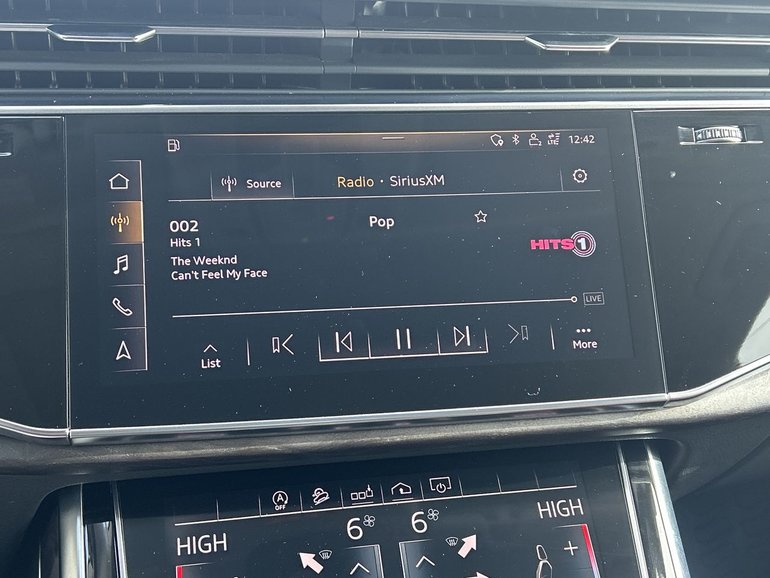 LTE 12:42
Source Radio • SiriusXM
002 Pop
Hits 1
HITS1
The Weeknd
Can't Feel My Face
LIVE
List More
A
OFF
6 6
HIGH HIGH